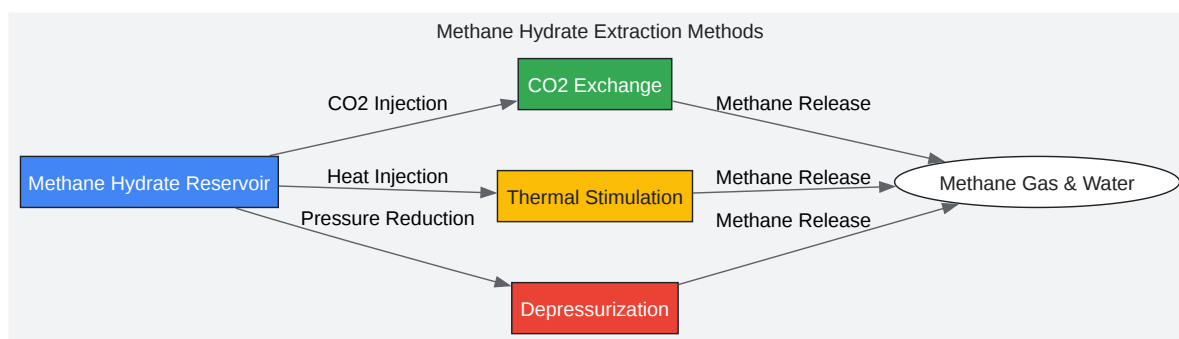 Methane Hydrate Extraction Methods
CO2 Exchange
CO2 Injection
Methane Release
Methane Hydrate Reservoir
Heat Injection
Thermal Stimulation
Methane Release
Methane Gas & Water
Pressure Reduction
Methane Release
Depressurization